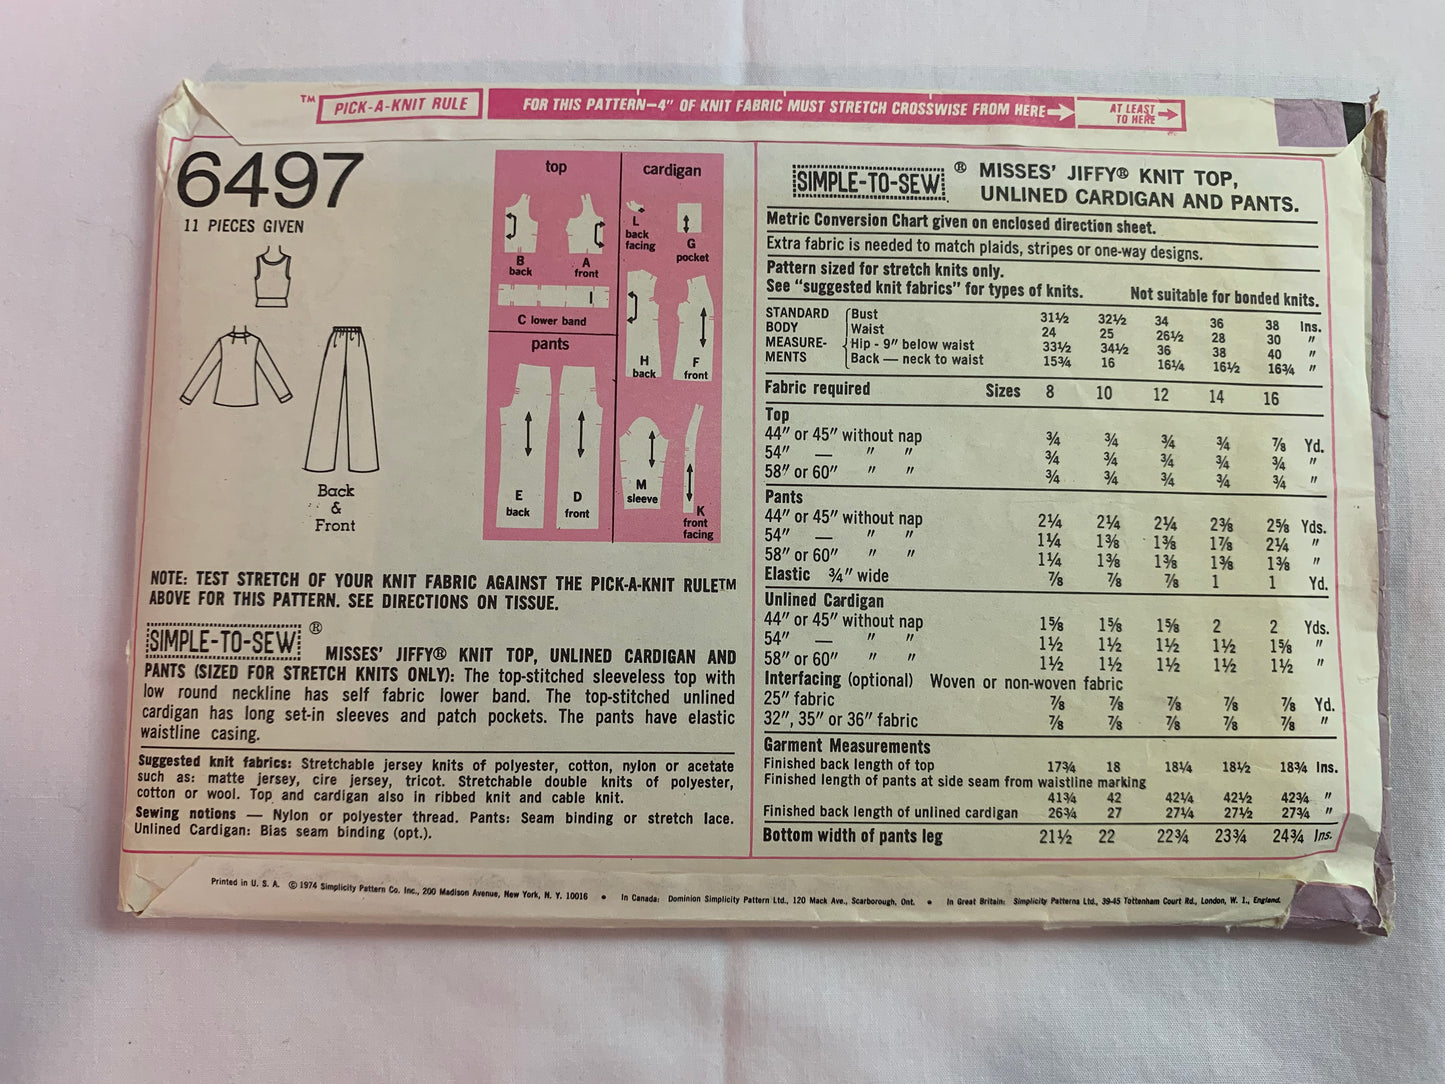 ™ PICK-A-KNIT RULE
FOR THIS PATTERN—4" OF KNIT FABRIC MUST STRETCH CROSSWISE FROM HERE
AT LEAST
TO HERE
6497
11 PIECES GIVEN
Back
&
Front
top
B
back
A
front
C lower band
pants
E
back
D
front
cardigan
L
back
facing
G
pocket
H
back
F
front
M
sleeve
K
front
facing
NOTE: TEST STRETCH OF YOUR KNIT FABRIC AGAINST THE PICK-A-KNIT RULE™
ABOVE FOR THIS PATTERN. SEE DIRECTIONS ON TISSUE.
SIMPLE-TO-SEW® MISSES' JIFFY® KNIT TOP, UNLINED CARDIGAN AND
PANTS (SIZED FOR STRETCH KNITS ONLY): The top-stitched sleeveless top with
low round neckline has self fabric lower band. The top-stitched unlined
cardigan has long set-in sleeves and patch pockets. The pants have elastic
waistline casing.
Suggested knit fabrics: Stretchable jersey knits of polyester, cotton, nylon or acetate
such as: matte jersey, cire jersey, tricot. Stretchable double knits of polyester,
cotton or wool. Top and cardigan also in ribbed knit and cable knit.
Sewing notions — Nylon or polyester thread. Pants: Seam binding or stretch lace.
Unlined Cardigan: Bias seam binding (opt.).
SIMPLE-TO-SEW® MISSES' JIFFY® KNIT TOP,
UNLINED CARDIGAN AND PANTS.
Metric Conversion Chart given on enclosed direction sheet.
Extra fabric is needed to match plaids, stripes or one-way designs.
Pattern sized for stretch knits only.
See "suggested knit fabrics" for types of knits. Not suitable for bonded knits.
STANDARD
BODY
MEASURE-
MENTS
Bust 31½ 32½ 34 36 38 Ins.
Waist 24 25 26½ 28 30 "
Hip - 9" below waist 33½ 34½ 36 38 40 "
Back — neck to waist 15¾ 16 16¼ 16½ 16¾ "
Fabric required Sizes 8 10 12 14 16
Top
44" or 45" without nap ¾ ¾ ¾ ¾ ⅞ Yd.
54" — " " ¾ ¾ ¾ ¾ ¾ "
58" or 60" " " ¾ ¾ ¾ ¾ ¾ "
Pants
44" or 45" without nap 2¼ 2¼ 2¼ 2⅜ 2⅝ Yds.
54" — " " 1¼ 1⅜ 1⅜ 1⅞ 2¼ "
58" or 60" " " 1¼ 1⅜ 1⅜ 1⅜ 1⅜ "
Elastic ¾" wide ⅞ ⅞ ⅞ 1 1 Yd.
Unlined Cardigan
44" or 45" without nap 1⅝ 1⅝ 1⅝ 2 2 Yds.
54" — " " 1½ 1½ 1½ 1½ 1⅝ "
58" or 60" " " 1½ 1½ 1½ 1½ 1½ "
Interfacing (optional) Woven or non-woven fabric
25" fabric ⅞ ⅞ ⅞ ⅞ ⅞ Yd.
32", 35" or 36" fabric ⅞ ⅞ ⅞ ⅞ ⅞ "
Garment Measurements
Finished back length of top 17¾ 18 18¼ 18½ 18¾ Ins.
Finished length of pants at side seam from waistline marking
41¾ 42 42¼ 42½ 42¾ "
Finished back length of unlined cardigan 26¾ 27 27¼ 27½ 27¾ "
Bottom width of pants leg 21½ 22 22¾ 23¾ 24¾ Ins.
Printed in U. S. A. © 1974 Simplicity Pattern Co. Inc., 200 Madison Avenue, New York, N. Y. 10016 • In Canada: Dominion Simplicity Pattern Ltd., 120 Mack Ave., Scarborough, Ont. • In Great Britain: Simplicity Patterns Ltd., 39-45 Tottenham Court Rd., London, W. 1., England.